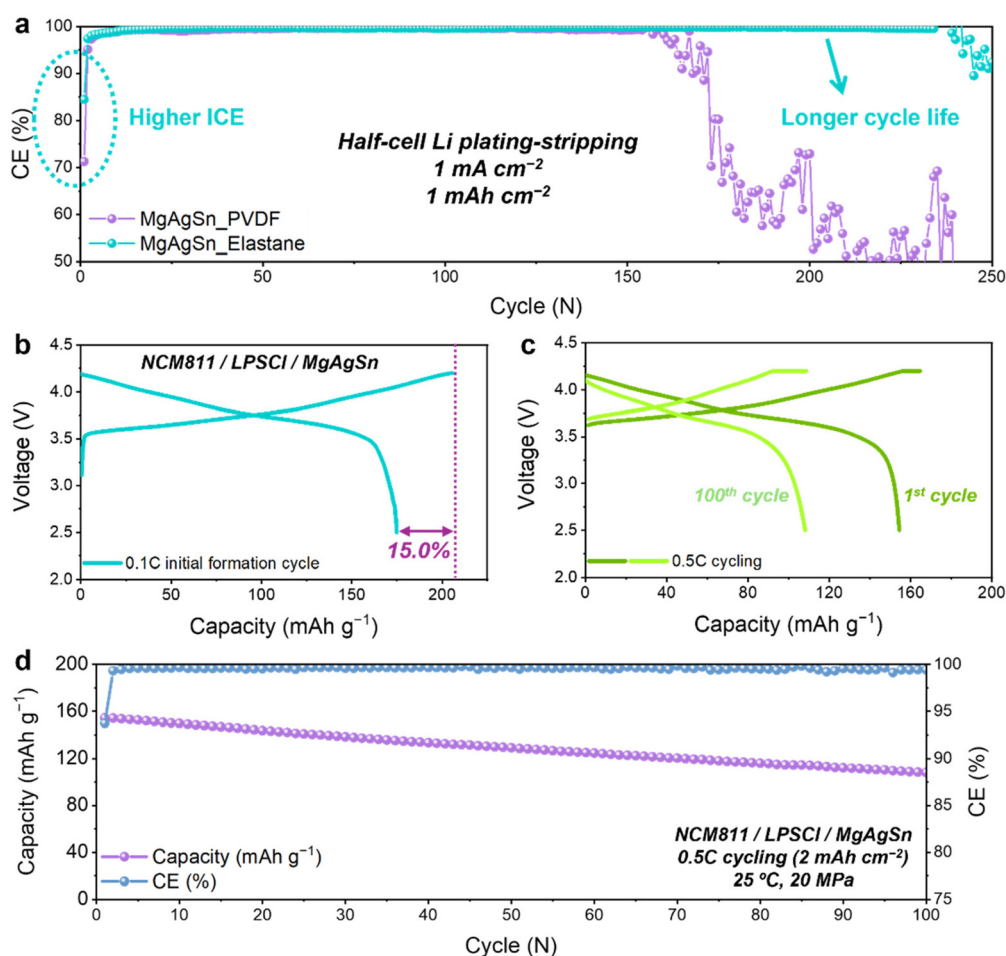 a
100
90
80
70
60
50
CE (%)
Higher ICE
Longer cycle life
Half-cell Li plating-stripping
1 mA cm⁻²
1 mAh cm⁻²
MgAgSn_PVDF
MgAgSn_Elastane
0 50 100 150 200 250
Cycle (N)
b
4.5
4.0
3.5
3.0
2.5
2.0
Voltage (V)
NCM811 / LPSCl / MgAgSn
15.0%
0.1C initial formation cycle
0 50 100 150 200
Capacity (mAh g⁻¹)
c
4.5
4.0
3.5
3.0
2.5
2.0
Voltage (V)
100th cycle
1st cycle
0.5C cycling
0 40 80 120 160 200
Capacity (mAh g⁻¹)
d
200
160
120
80
40
0
Capacity (mAh g⁻¹)
100
95
90
85
80
75
CE (%)
Capacity (mAh g⁻¹)
CE (%)
NCM811 / LPSCl / MgAgSn
0.5C cycling (2 mAh cm⁻²)
25 ºC, 20 MPa
0 10 20 30 40 50 60 70 80 90 100
Cycle (N)